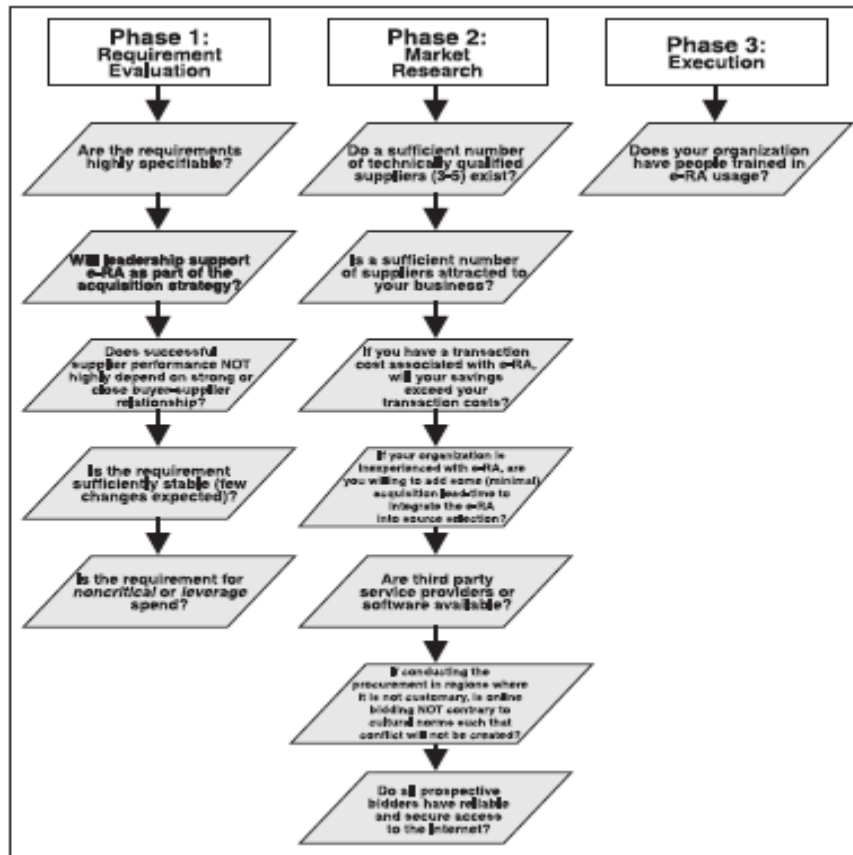 Phase 1:
Requirement
Evaluation
Are the requirements
highly specifiable?
Will leadership support
e-RA as part of the
acquisition strategy?
Does successful
supplier performance NOT
highly depend on strong or
close buyer-supplier
relationship?
Is the requirement
sufficiently stable (few
changes expected)?
Is the requirement for
noncritical or leverage
spend?
Phase 2:
Market
Research
Do a sufficient number
of technically qualified
suppliers (3-5) exist?
Is a sufficient number
of suppliers attracted to
your business?
If you have a transaction
cost associated with e-RA,
will your savings
exceed your
transaction costs?
If your organization is
inexperienced with e-RA, are
you willing to add some (minimal)
acquisition lead-time to
integrate the e-RA
into source selection?
Are third party
service providers or
software available?
If conducting the
procurement in regions where
it is not customary, is online
bidding NOT contrary to
cultural norms such that
conflict will not be created?
Do all prospective
bidders have reliable
and secure access
to the Internet?
Phase 3:
Execution
Does your organization
have people trained in
e-RA usage?